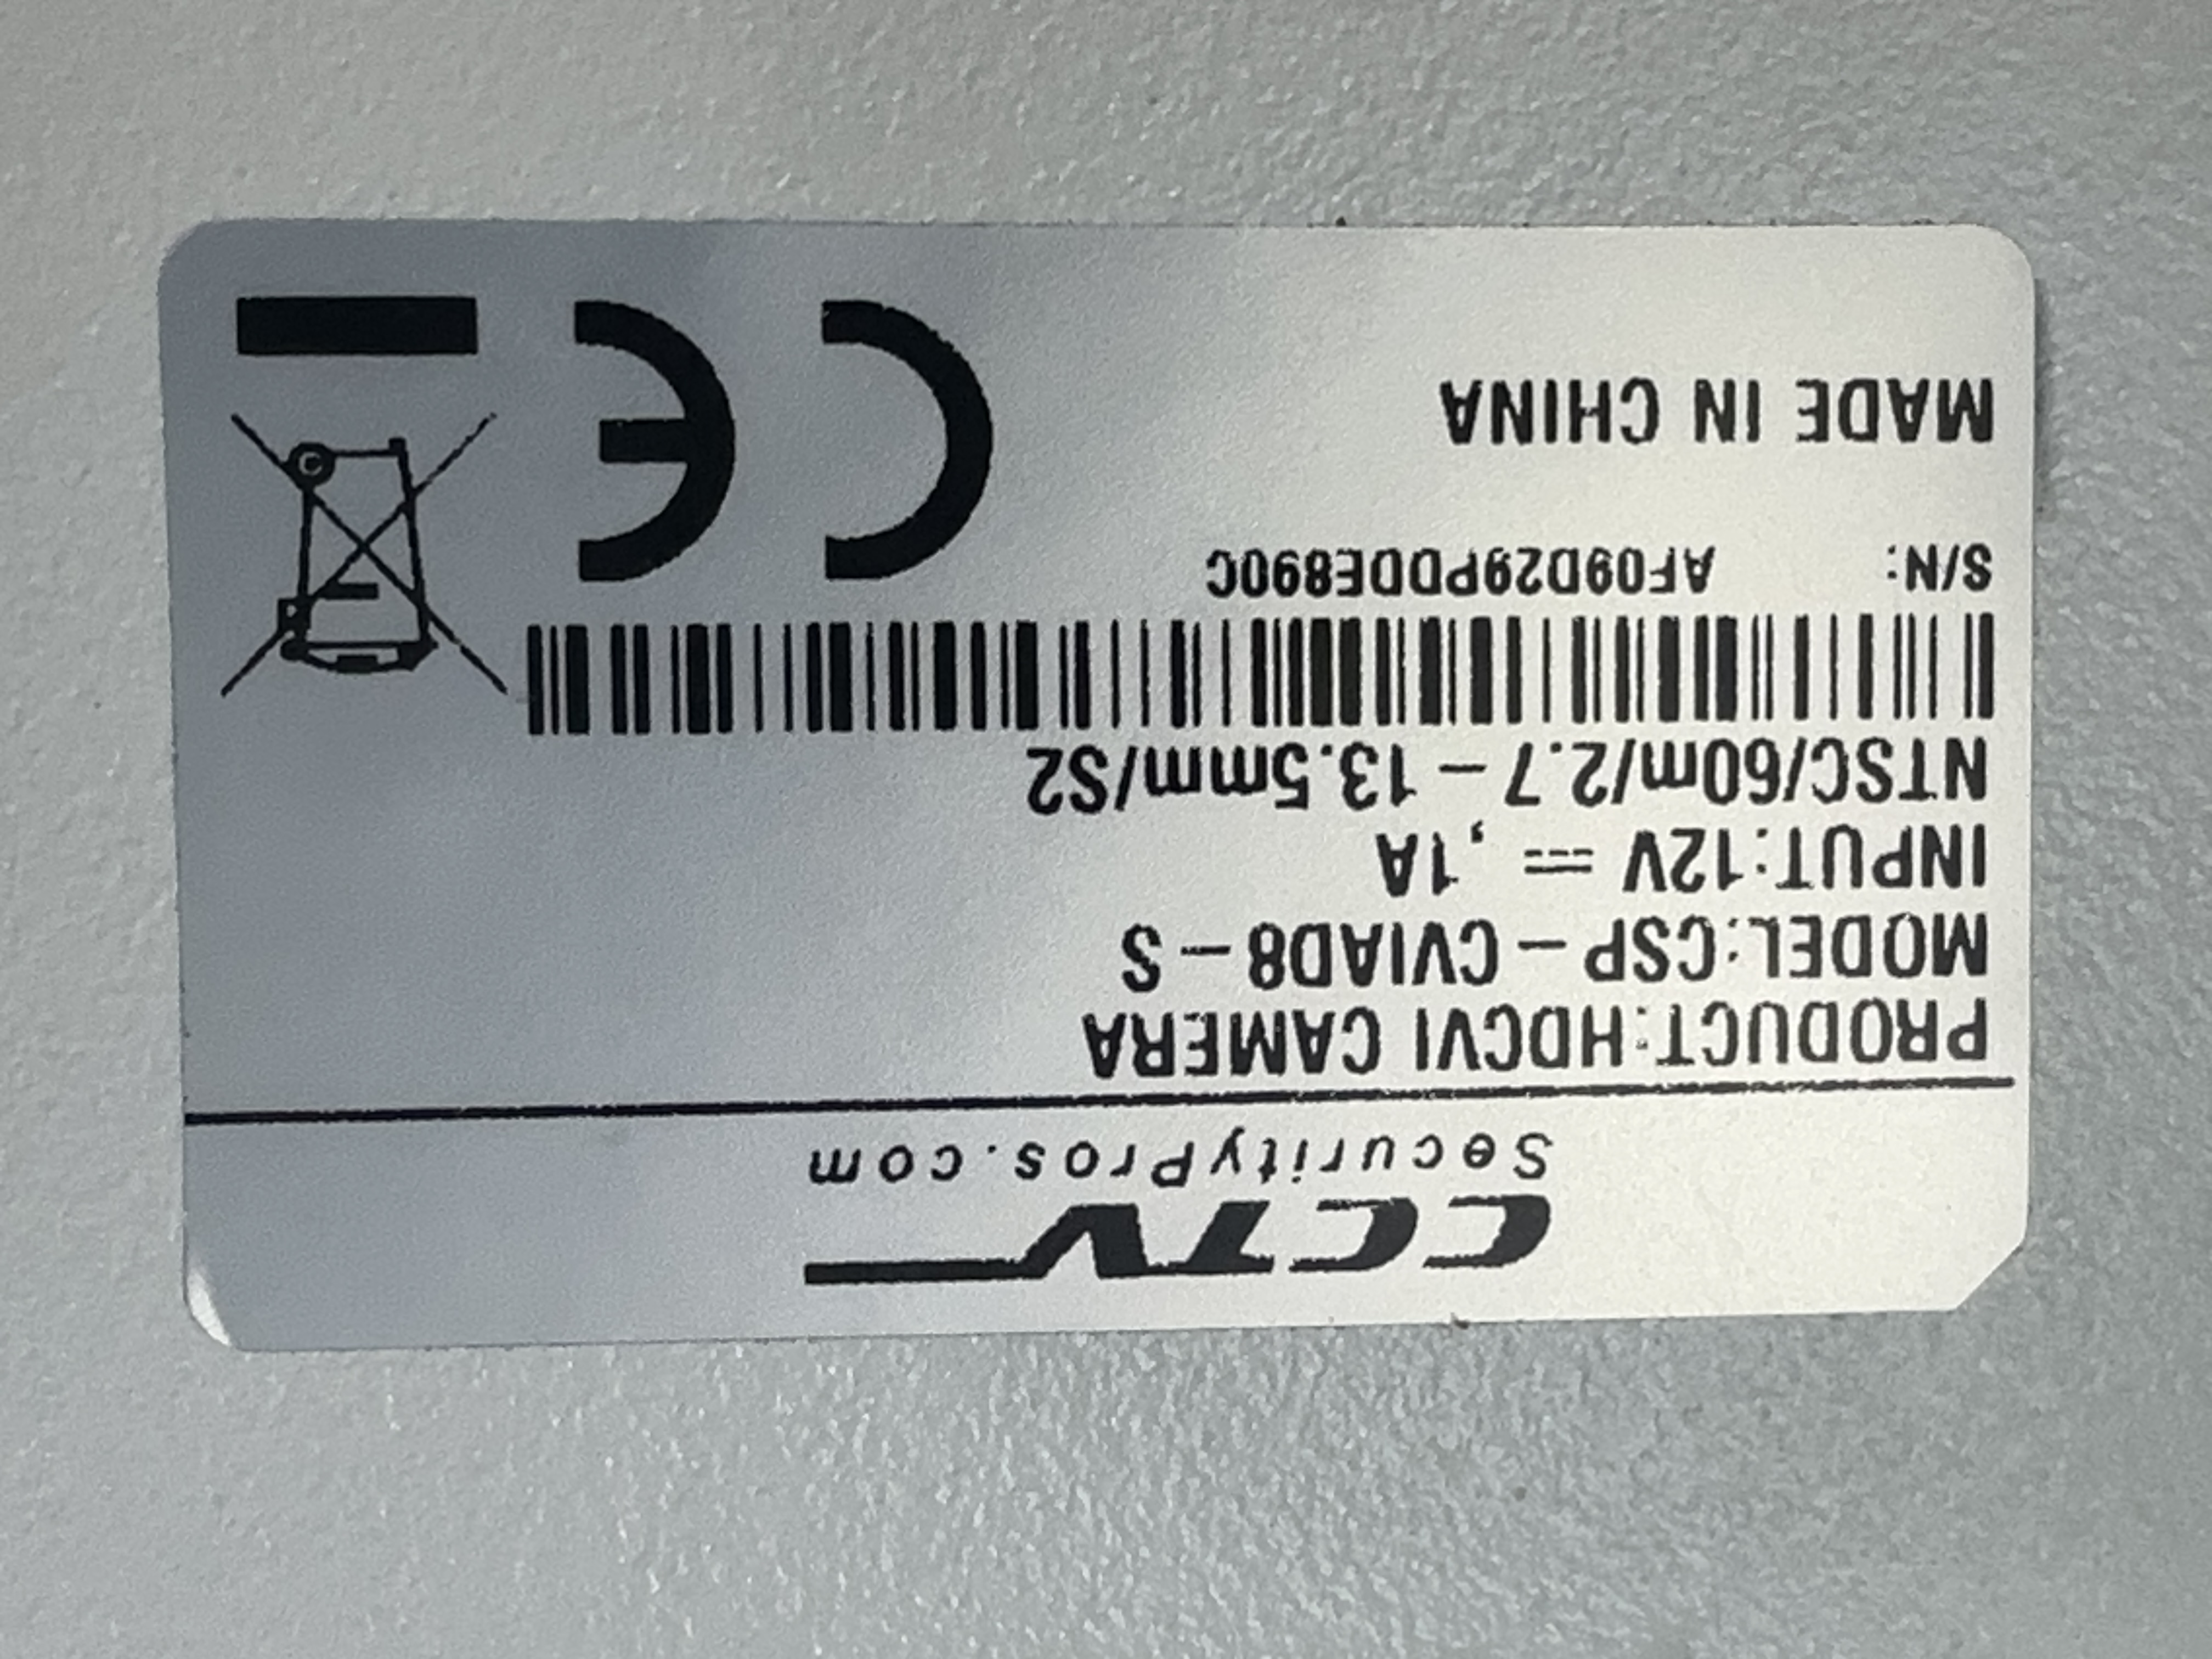 CCTV
SecurityPros.com
PRODUCT:HDCVI CAMERA
MODEL:CSP-CVIAD8-S
INPUT:12V ⎓ ,1A
NTSC/60m/2.7-13.5mm/S2
S/N: AF09D29PDDE890C
MADE IN CHINA
CE